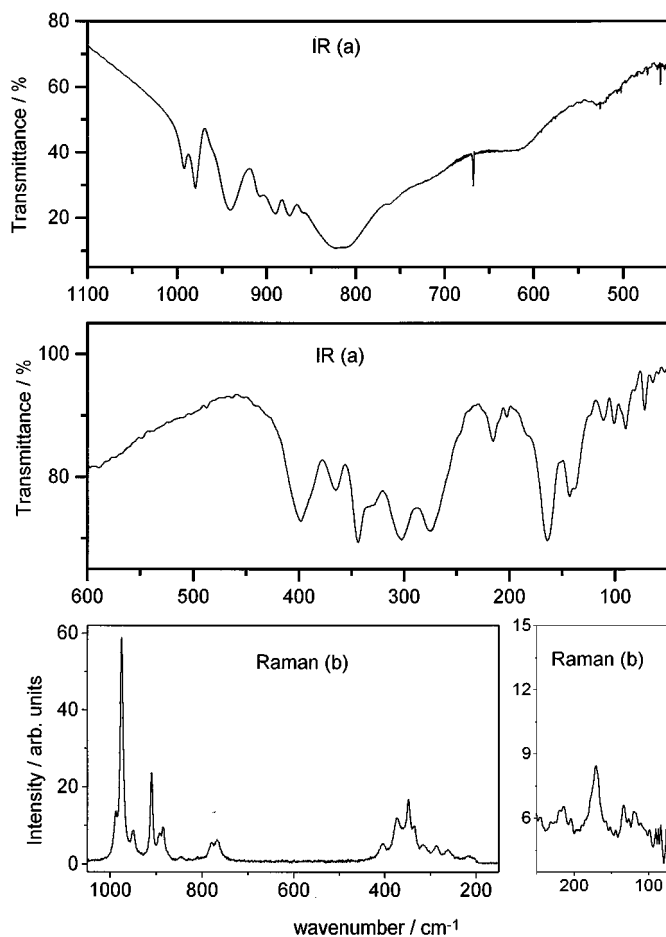 80
IR (a)
60
40
20
Transmittance / %
1100 1000 900 800 700 600 500
100
IR (a)
80
Transmittance / %
600 500 400 300 200 100
60
Raman (b)
40
20
0
Intensity / arb. units
1000 800 600 400 200
15
Raman (b)
12
9
6
200 100
wavenumber / cm-1